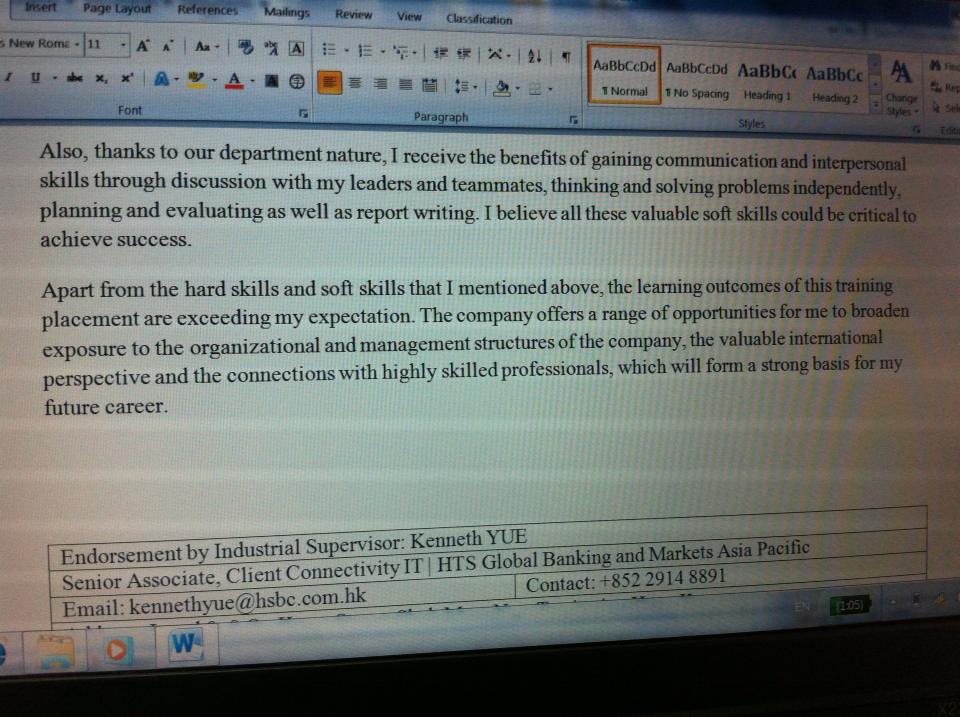 Insert Page Layout References Mailings Review View Classification
11
Font Paragraph Styles
AaBbCcDd AaBbCcDd AaBbCc AaBbCc
¶ Normal ¶ No Spacing Heading 1 Heading 2 Change Styles
Also, thanks to our department nature, I receive the benefits of gaining communication and interpersonal
skills through discussion with my leaders and teammates, thinking and solving problems independently,
planning and evaluating as well as report writing. I believe all these valuable soft skills could be critical to
achieve success.
Apart from the hard skills and soft skills that I mentioned above, the learning outcomes of this training
placement are exceeding my expectation. The company offers a range of opportunities for me to broaden
exposure to the organizational and management structures of the company, the valuable international
perspective and the connections with highly skilled professionals, which will form a strong basis for my
future career.
Endorsement by Industrial Supervisor: Kenneth YUE
Senior Associate, Client Connectivity IT | HTS Global Banking and Markets Asia Pacific
Email: kennethyue@hsbc.com.hk Contact: +852 2914 8891
EN (1:05)